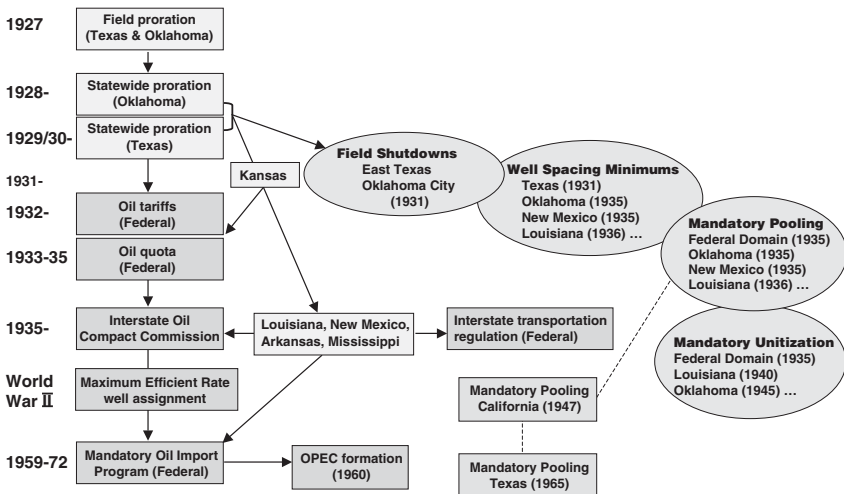 1927
Field proration
(Texas & Oklahoma)
1928-
Statewide proration
(Oklahoma)
1929/30-
Statewide proration
(Texas)
1931-
Kansas
1932-
Oil tariffs
(Federal)
1933-35
Oil quota
(Federal)
1935-
Interstate Oil
Compact Commission
Louisiana, New Mexico,
Arkansas, Mississippi
Interstate transportation
regulation (Federal)
World
War II
Maximum Efficient Rate
well assignment
1959-72
Mandatory Oil Import
Program (Federal)
OPEC formation
(1960)
Field Shutdowns
East Texas
Oklahoma City
(1931)
Well Spacing Minimums
Texas (1931)
Oklahoma (1935)
New Mexico (1935)
Louisiana (1936) ...
Mandatory Pooling
Federal Domain (1935)
Oklahoma (1935)
New Mexico (1935)
Louisiana (1936) ...
Mandatory Unitization
Federal Domain (1935)
Louisiana (1940)
Oklahoma (1945) ...
Mandatory Pooling
California (1947)
Mandatory Pooling
Texas (1965)